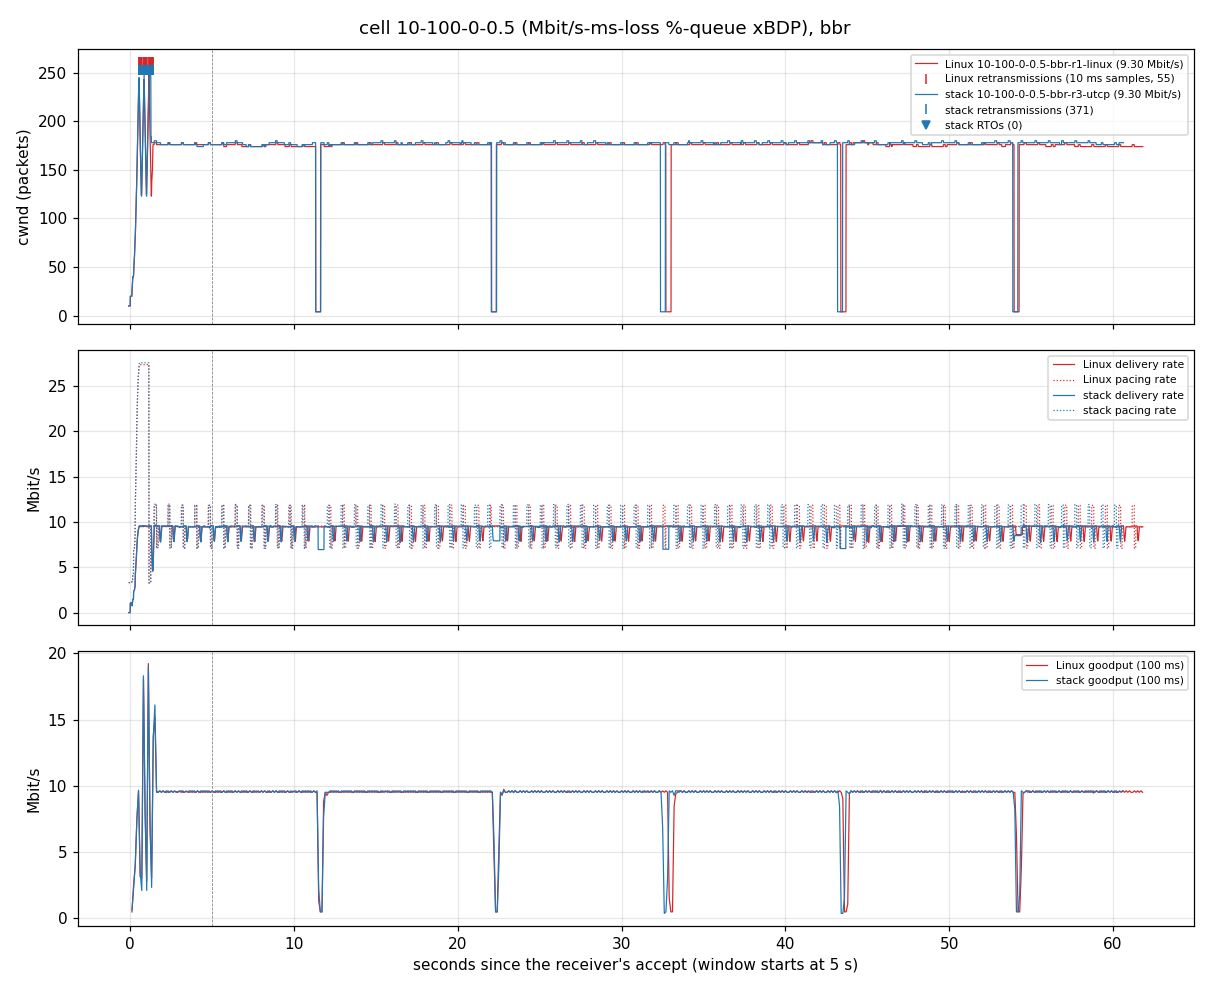 cell 10-100-0-0.5 (Mbit/s-ms-loss %-queue xBDP), bbr
cwnd (packets)
250
200
150
100
50
0
Linux 10-100-0-0.5-bbr-r1-linux (9.30 Mbit/s)
Linux retransmissions (10 ms samples, 55)
stack 10-100-0-0.5-bbr-r3-utcp (9.30 Mbit/s)
stack retransmissions (371)
stack RTOs (0)
Mbit/s
25
20
15
10
5
0
Linux delivery rate
Linux pacing rate
stack delivery rate
stack pacing rate
Mbit/s
20
15
10
5
0
Linux goodput (100 ms)
stack goodput (100 ms)
0 10 20 30 40 50 60
seconds since the receiver's accept (window starts at 5 s)